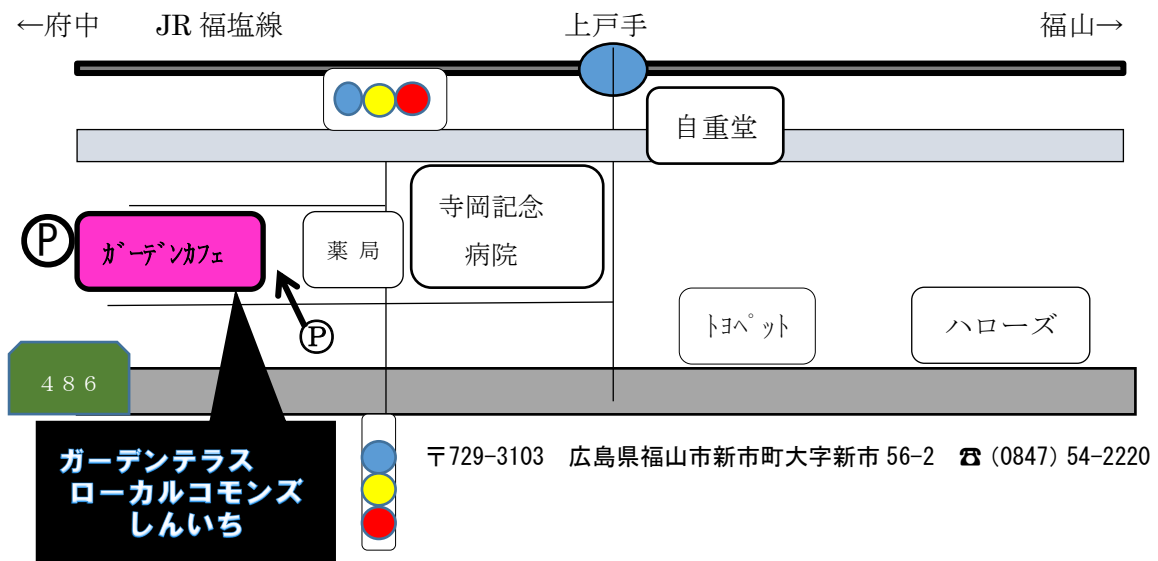 ←府中 JR 福塩線 上戸手 福山→
自重堂
寺岡記念
病院
Ⓟ
ｶﾞｰﾃﾞﾝｶﾌｪ
薬局
Ⓟ
ﾄﾖﾍﾟｯﾄ
ハローズ
４８６
ガーデンテラス
ローカルコモンズ
しんいち
〒729-3103 広島県福山市新市町大字新市 56-2 ☎ (0847) 54-2220